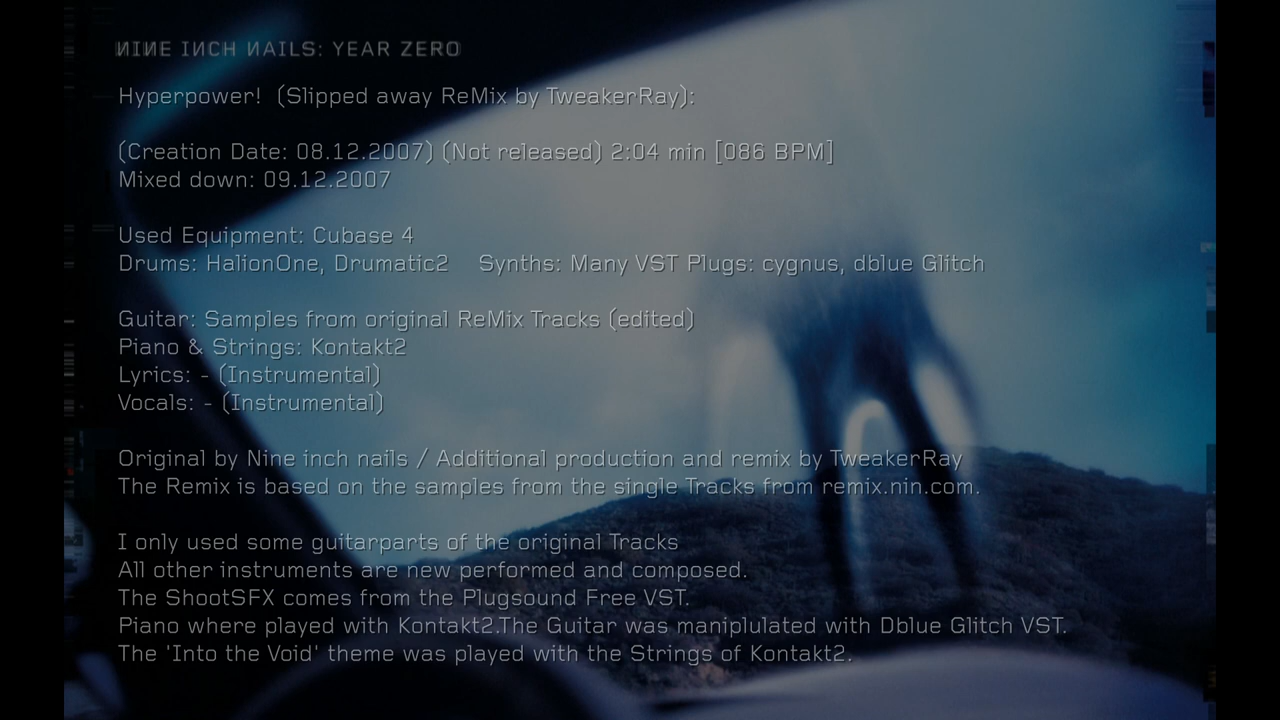 NINE INCH NAILS: YEAR ZERO
Hyperpower!  (Slipped away ReMix by TweakerRay):
(Creation Date: 08.12.2007) (Not released) 2:04 min [086 BPM]
Mixed down: 09.12.2007
Used Equipment: Cubase 4
Drums: HalionOne, Drumatic2    Synths: Many VST Plugs: cygnus, dblue Glitch
Guitar: Samples from original ReMix Tracks (edited)
Piano & Strings: Kontakt2
Lyrics: - (Instrumental)
Vocals: - (Instrumental)
Original by Nine inch nails / Additional production and remix by TweakerRay
The Remix is based on the samples from the single Tracks from remix.nin.com.
I only used some guitarparts of the original Tracks
All other instruments are new performed and composed.
The ShootSFX comes from the Plugsound Free VST.
Piano where played with Kontakt2.The Guitar was maniplulated with Dblue Glitch VST.
The 'Into the Void' theme was played with the Strings of Kontakt2.